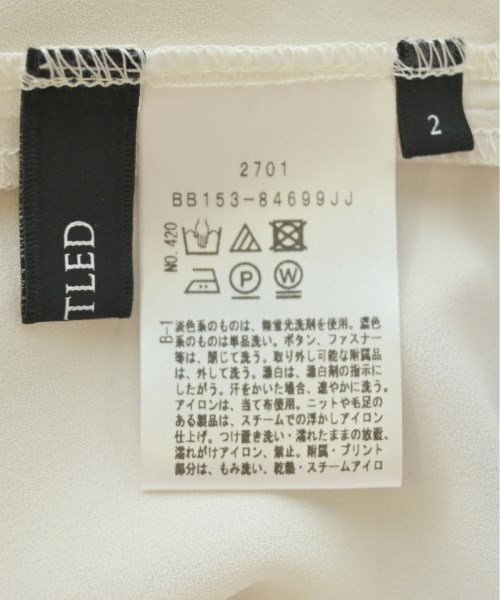 TLED
2
2701
BB153-84699JJ
NO.420
P
W
B-1
淡色系のものは、無蛍光洗剤を使用。濃色
系のものは単品洗い。ボタン、ファスナー
等は、閉じて洗う。取り外し可能な附属品
は、外して洗う。漂白は、漂白剤の指示に
したがう。汗をかいた場合、速やかに洗う。
アイロンは、当て布使用。ニットや毛足の
ある製品は、スチームでの浮かしアイロン
仕上げ。つけ置き洗い・濡れたままの放置、
濡れがけアイロン、禁止。附属・プリント
部分は、もみ洗い、乾燥・スチームアイロ